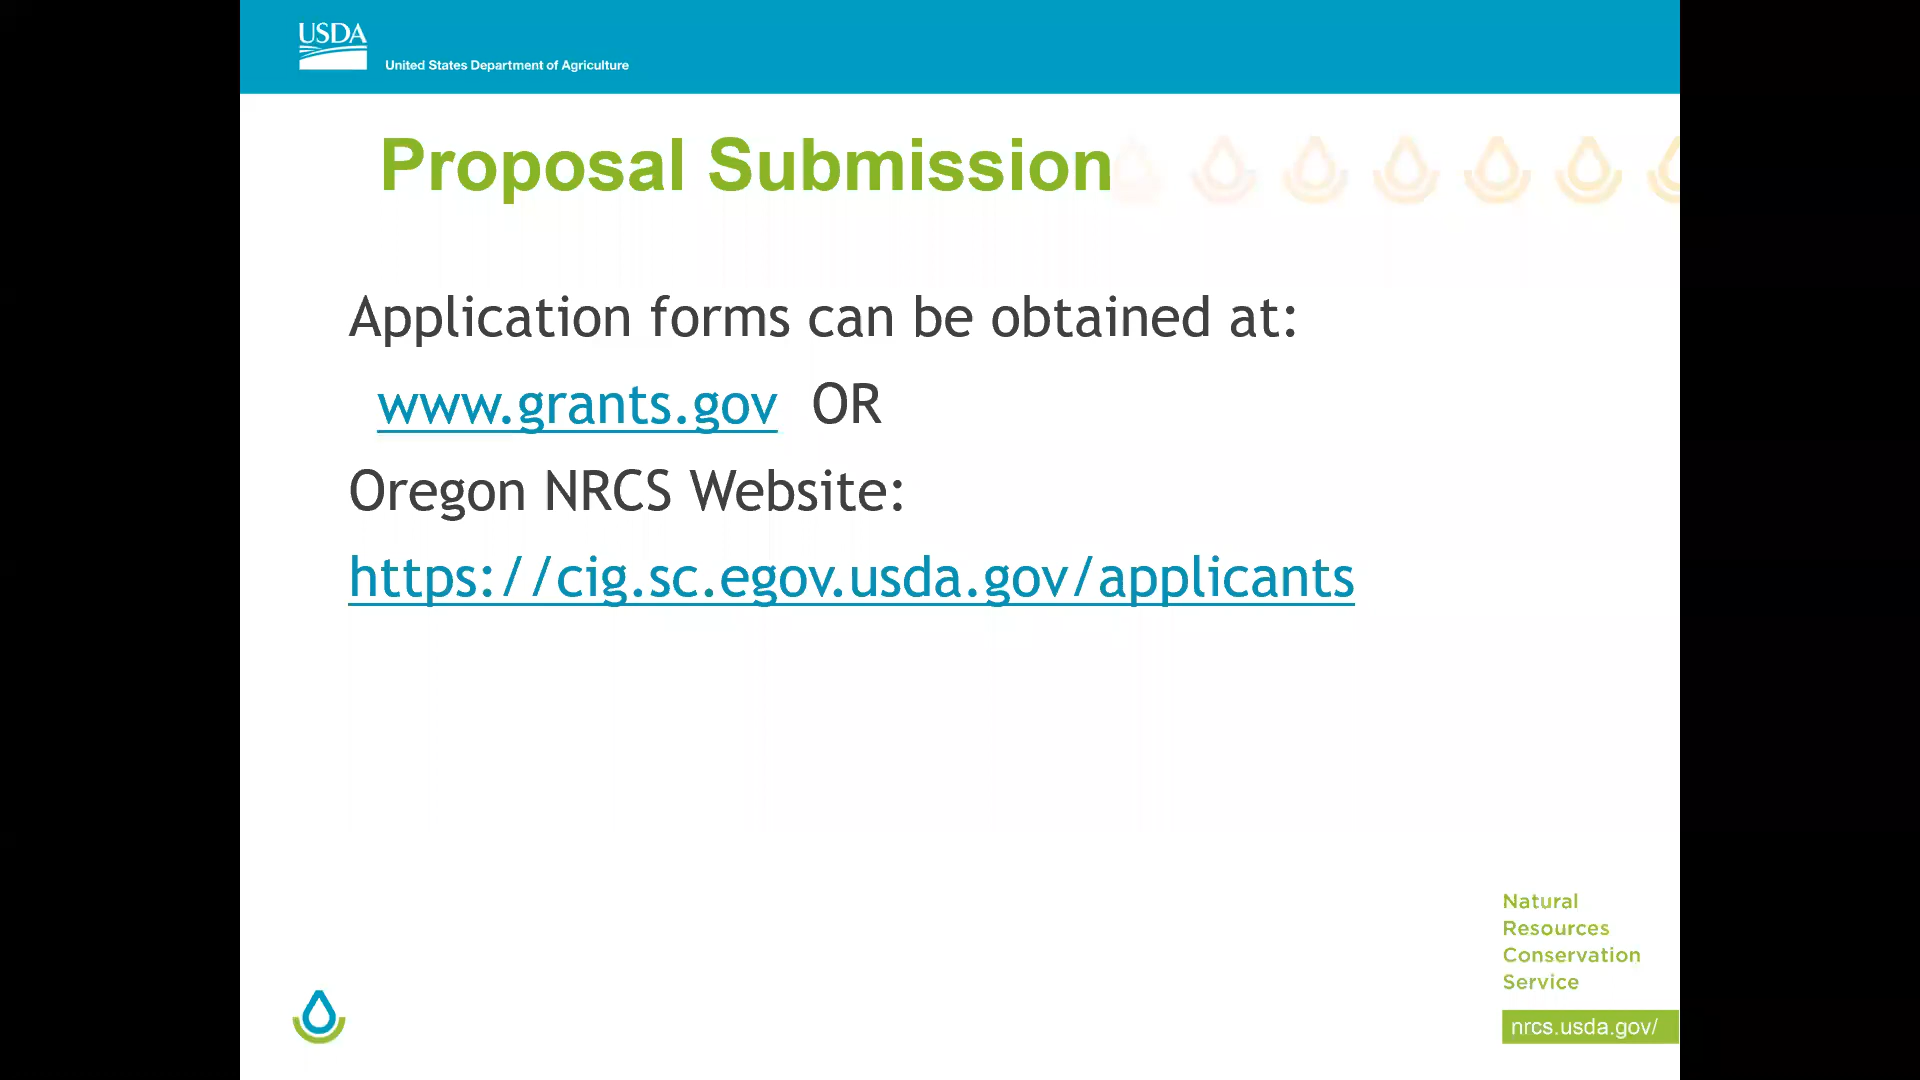 USDA
United States Department of Agriculture
Proposal Submission
Application forms can be obtained at:
www.grants.gov OR
Oregon NRCS Website:
https://cig.sc.egov.usda.gov/applicants
Natural
Resources
Conservation
Service
nrcs.usda.gov/